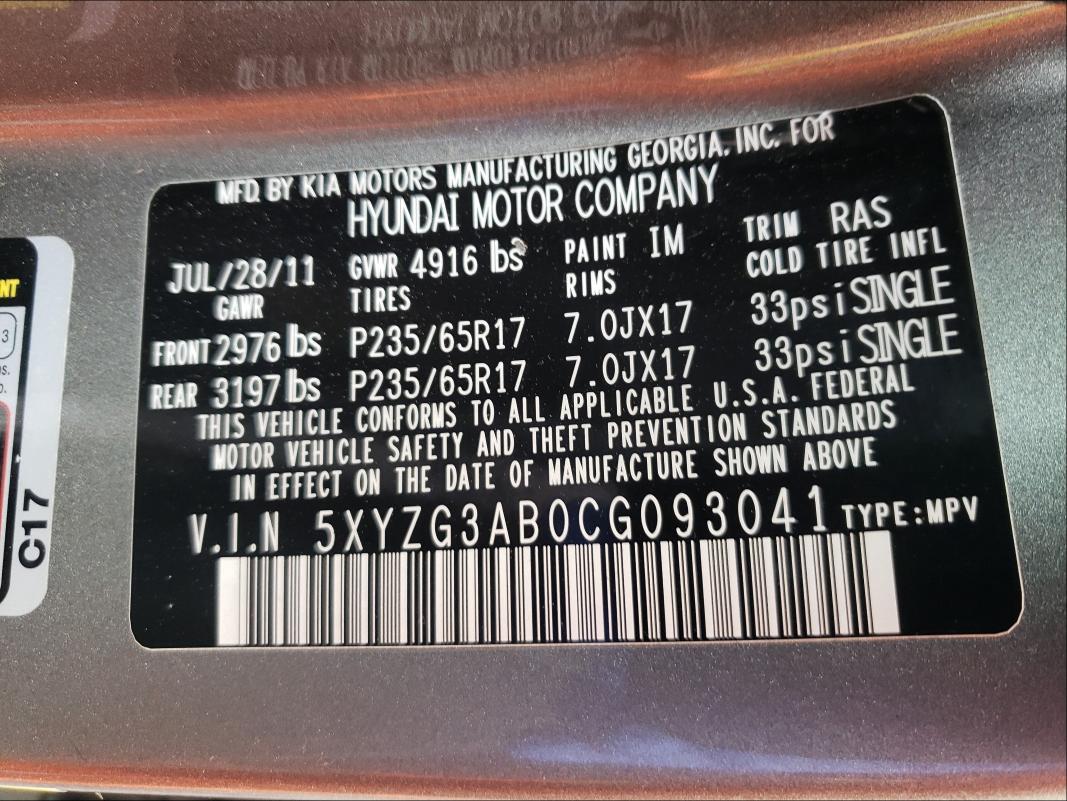 MFD. BY KIA MOTORS MANUFACTURING GEORGIA, INC. FOR
HYUNDAI MOTOR COMPANY
JUL/28/11 GVWR 4916 lbs PAINT IM TRIM RAS
GAWR TIRES RIMS COLD TIRE INFL
FRONT 2976 lbs P235/65R17 7.0JX17 33psi SINGLE
REAR 3197 lbs P235/65R17 7.0JX17 33psi SINGLE
THIS VEHICLE CONFORMS TO ALL APPLICABLE U.S.A. FEDERAL
MOTOR VEHICLE SAFETY AND THEFT PREVENTION STANDARDS
IN EFFECT ON THE DATE OF MANUFACTURE SHOWN ABOVE
V.I.N 5XYZG3AB0CG093041 TYPE:MPV
C17
3